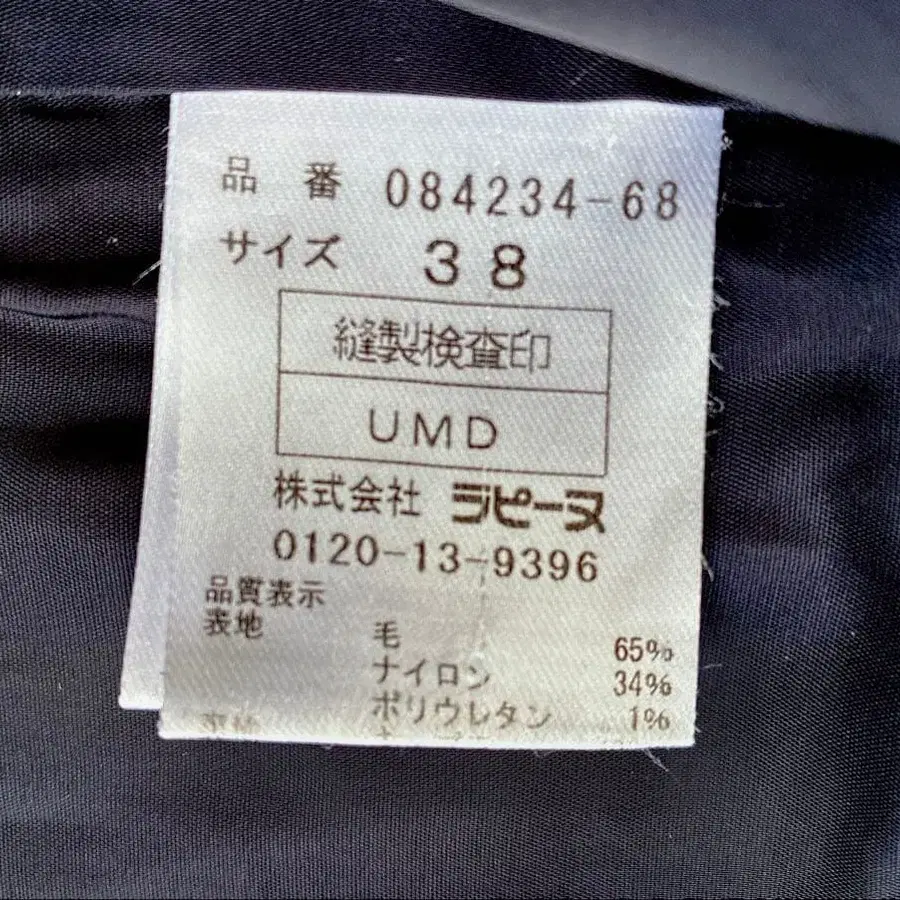 品番 084234-68
サイズ 38
縫製検査印
UMD
株式会社 ラピーヌ
0120-13-9396
品質表示
表地 毛 65%
ナイロン 34%
ポリウレタン 1%